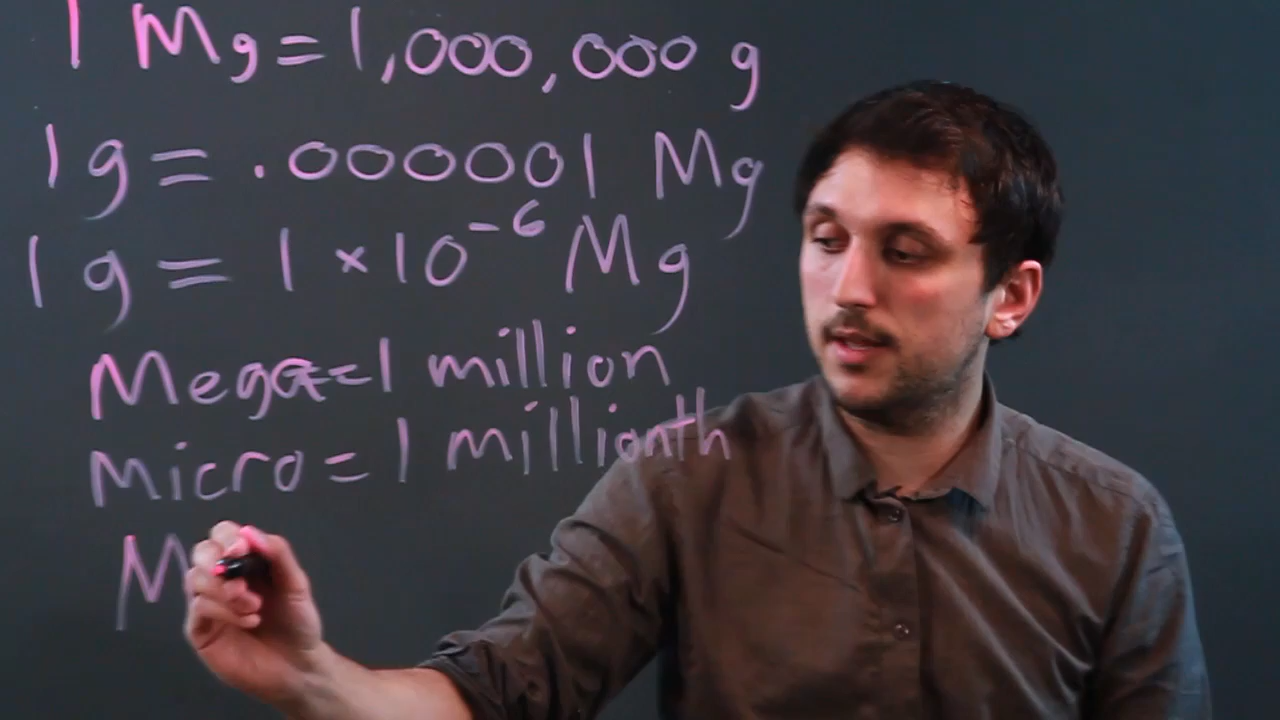 1 Mg = 1,000,000 g
1 g = .000001 Mg
1 g = 1 × 10⁻⁶ Mg
Mega = 1 million
micro = 1 millionth
M